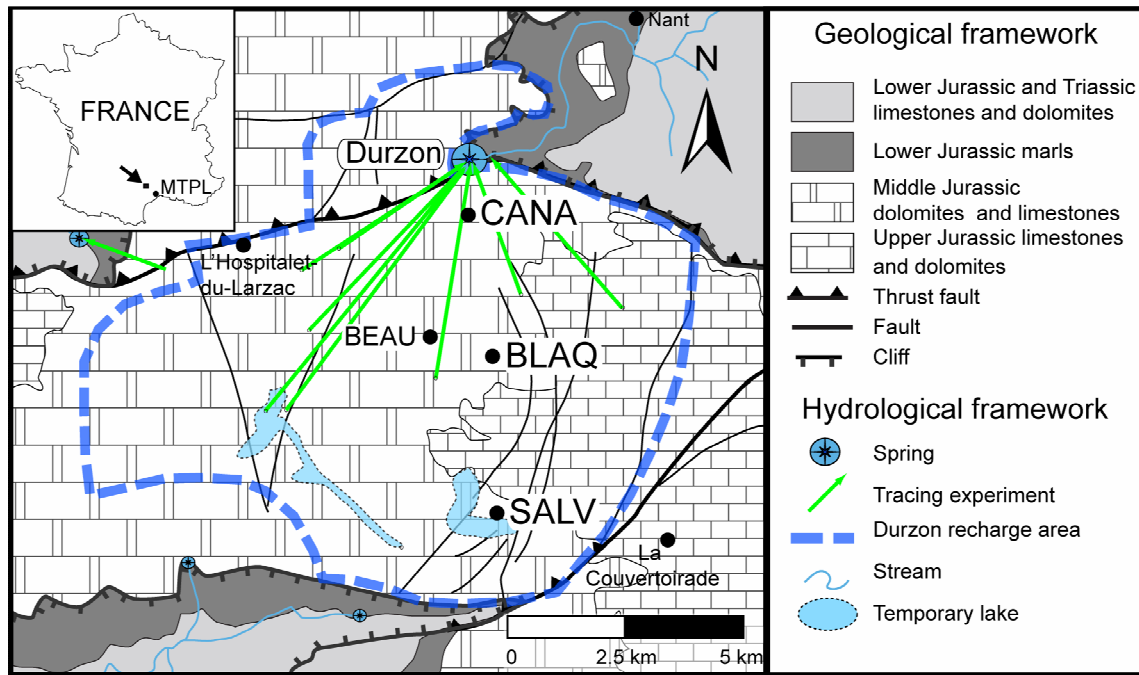 FRANCE
MTPL
Nant
N
Durzon
CANA
L'Hospitalet-
du-Larzac
BEAU
BLAQ
SALV
La
Couvertoirade
0
2.5 km
5 km
Geological framework
Lower Jurassic and Triassic
limestones and dolomites
Lower Jurassic marls
Middle Jurassic
dolomites and limestones
Upper Jurassic limestones
and dolomites
Thrust fault
Fault
Cliff
Hydrological framework
Spring
Tracing experiment
Durzon recharge area
Stream
Temporary lake